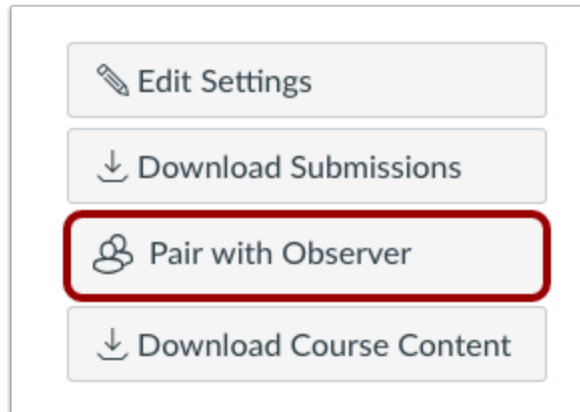 Edit Settings
Download Submissions
Pair with Observer
Download Course Content